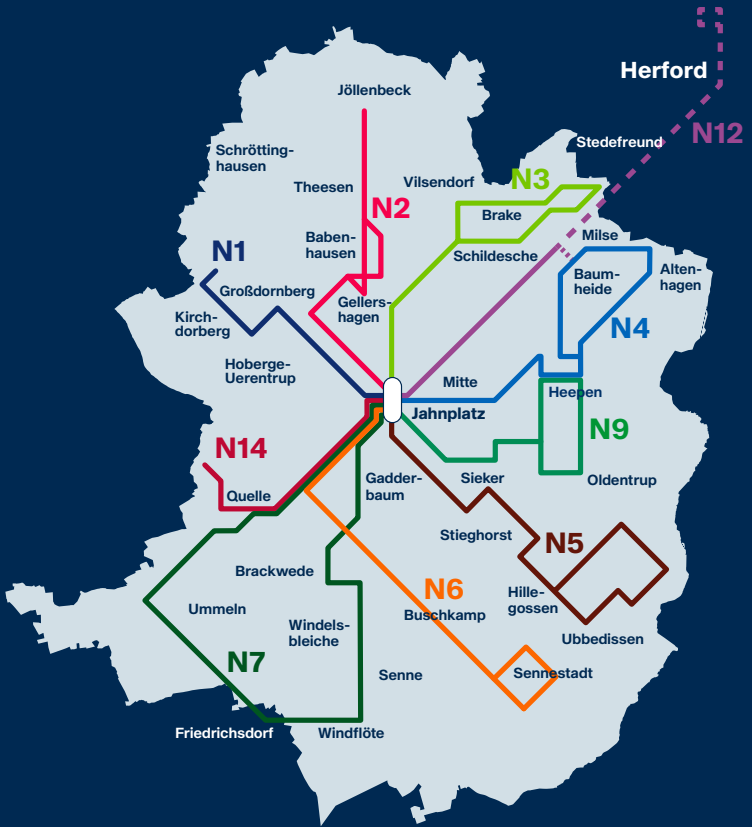 Herford
Jöllenbeck
N12
Stedefreund
Schrötting-
hausen
Theesen
Vilsendorf
N3
N2
Brake
Baben-
hausen
Milse
N1
Schildesche
Großdornberg
Baum-
heide
Alten-
hagen
Gellers-
hagen
Kirch-
dorberg
N4
Hoberge-
Uerentrup
Mitte
Heepen
Jahnplatz
N9
N14
Gadder-
baum
Sieker
Oldentrup
Quelle
Stieghorst
N5
Brackwede
N6
Hille-
gossen
Ummeln
Buschkamp
Windels-
bleiche
Ubbedissen
N7
Senne
Sennestadt
Friedrichsdorf
Windflöte